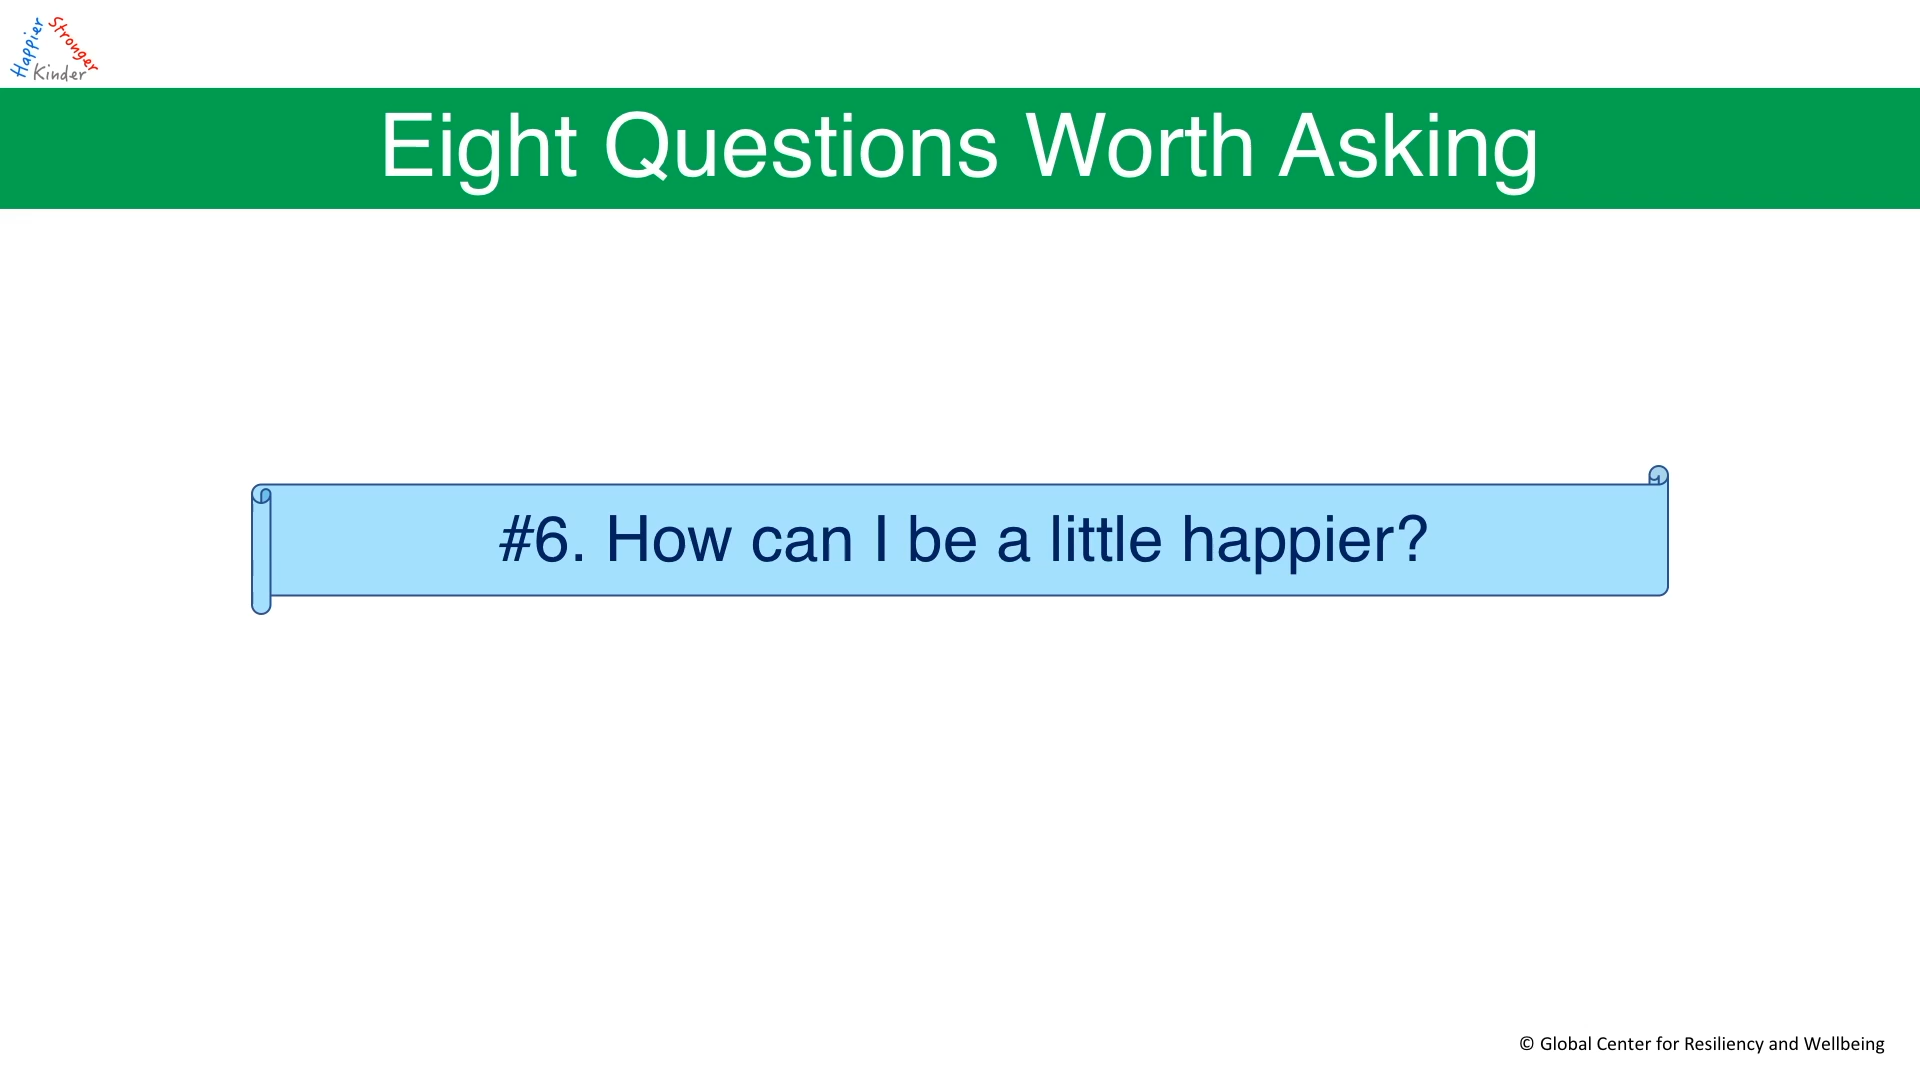 Happier
Stronger
Kinder
Eight Questions Worth Asking
#6. How can I be a little happier?
© Global Center for Resiliency and Wellbeing